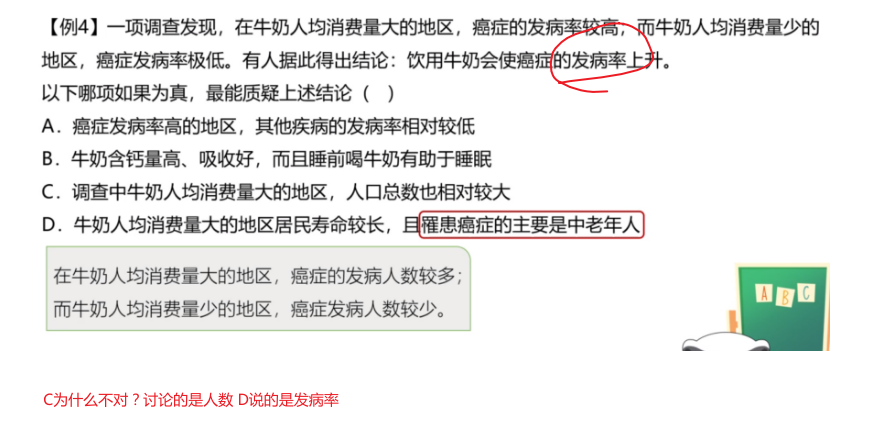 【例4】一项调查发现，在牛奶人均消费量大的地区，癌症的发病率较高；而牛奶人均消费量少的
地区，癌症发病率极低。有人据此得出结论：饮用牛奶会使癌症的发病率上升。
以下哪项如果为真，最能质疑上述结论（ ）
A．癌症发病率高的地区，其他疾病的发病率相对较低
B．牛奶含钙量高、吸收好，而且睡前喝牛奶有助于睡眠
C．调查中牛奶人均消费量大的地区，人口总数也相对较大
D．牛奶人均消费量大的地区居民寿命较长，且罹患癌症的主要是中老年人
在牛奶人均消费量大的地区，癌症的发病人数较多；
而牛奶人均消费量少的地区，癌症发病人数较少。
A B C
C为什么不对？讨论的是人数 D说的是发病率